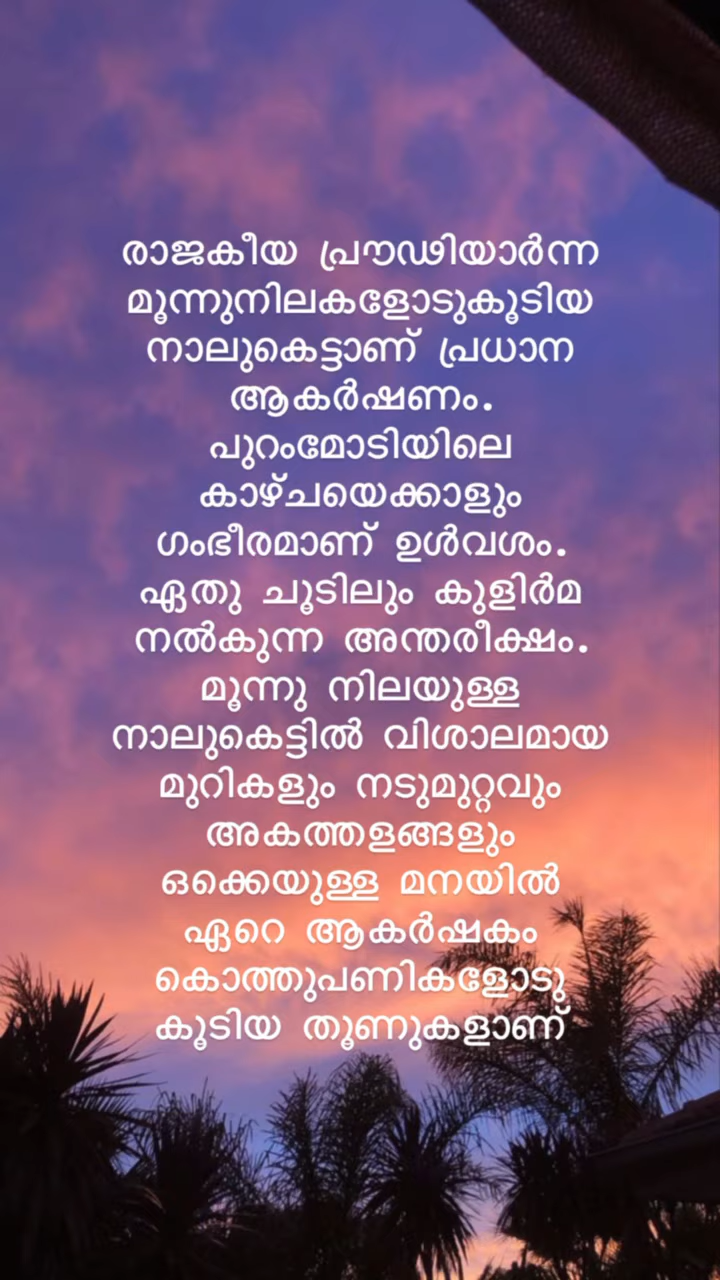 രാജകീയ പ്രൗഢിയാർന്ന
മൂന്നുനിലകളോടുകൂടിയ
നാലുകെട്ടാണ് പ്രധാന
ആകർഷണം.
പുറംമോടിയിലെ
കാഴ്ചയെക്കാളും
ഗംഭീരമാണ് ഉൾവശം.
ഏതു ചൂടിലും കുളിർമ
നൽകുന്ന അന്തരീക്ഷം.
മൂന്നു നിലയുള്ള
നാലുകെട്ടിൽ വിശാലമായ
മുറികളും നടുമുറ്റവും
അകത്തളങ്ങളും
ഒക്കെയുള്ള മനയിൽ
ഏറെ ആകർഷകം
കൊത്തുപണികളോടു
കൂടിയ തൂണുകളാണ്